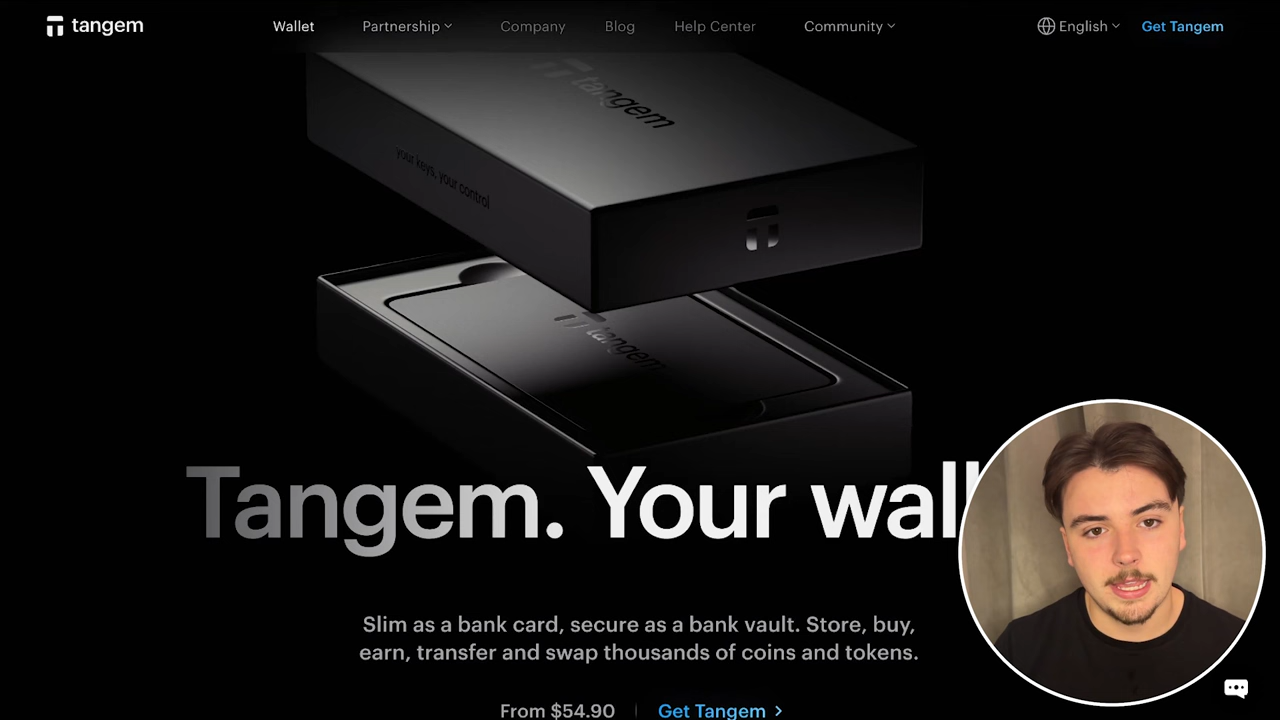 tangem
Wallet
Partnership
Company
Blog
Help Center
Community
English
Get Tangem
tangem
your keys, your control
tangem
Tangem. Your wall
Slim as a bank card, secure as a bank vault. Store, buy,
earn, transfer and swap thousands of coins and tokens.
From $54.90
Get Tangem